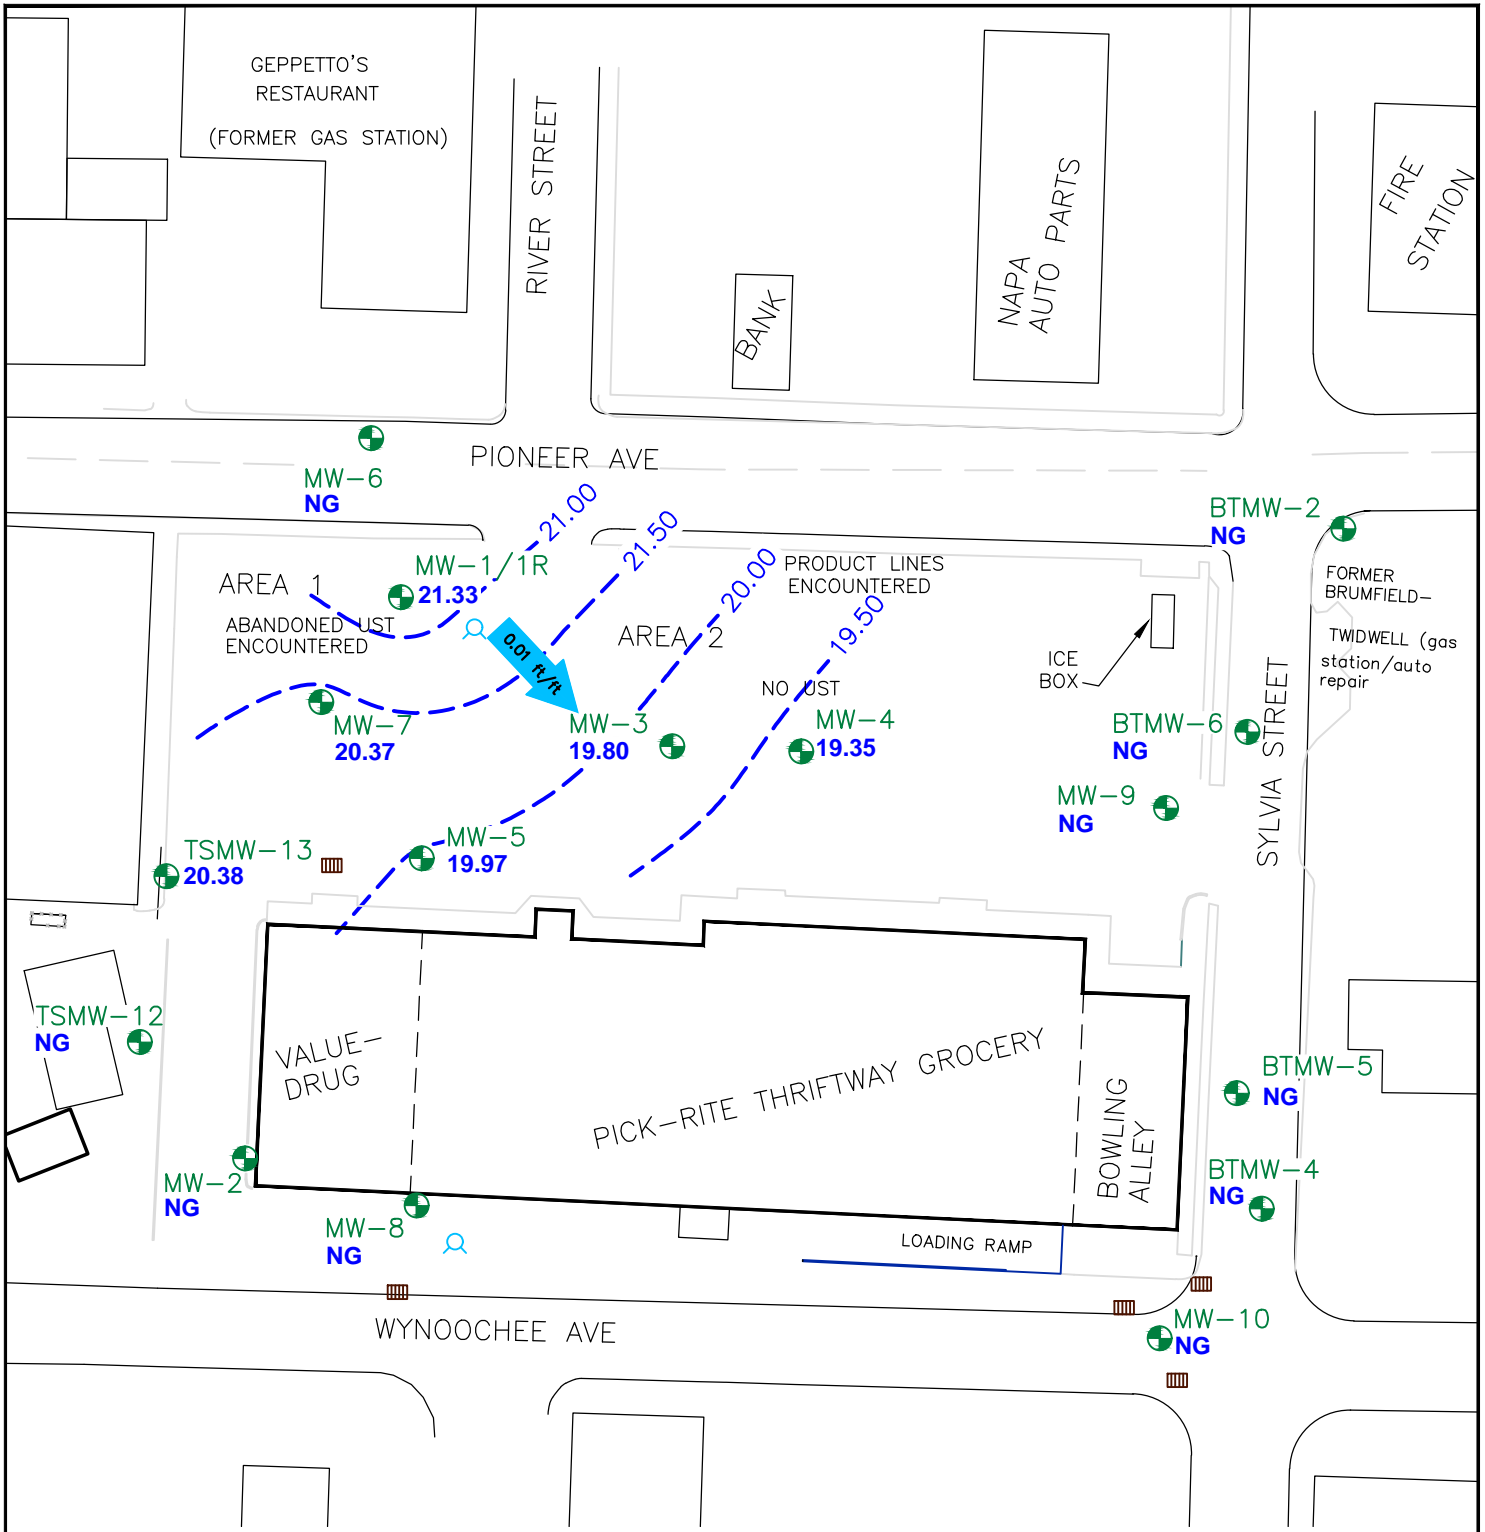 GEPPETTO'S
RESTAURANT
(FORMER GAS STATION)
RIVER STREET
BANK
NAPA
AUTO PARTS
FIRE
STATION
MW-6
NG
PIONEER AVE
21.00
21.50
20.00
19.50
BTMW-2
NG
AREA 1
MW-1/1R
21.33
ABANDONED UST
ENCOUNTERED
0.01 ft/ft
AREA 2
PRODUCT LINES
ENCOUNTERED
NO UST
ICE
BOX
FORMER
BRUMFIELD-
TWIDWELL (gas
station/auto
repair
MW-7
20.37
MW-3
19.80
MW-4
19.35
BTMW-6
NG
MW-9
NG
SYLVIA STREET
TSMW-13
20.38
MW-5
19.97
TSMW-12
NG
VALUE-
DRUG
PICK-RITE THRIFTWAY GROCERY
BOWLING
ALLEY
BTMW-5
NG
BTMW-4
NG
MW-2
NG
MW-8
NG
LOADING RAMP
WYNOOCHEE AVE
MW-10
NG